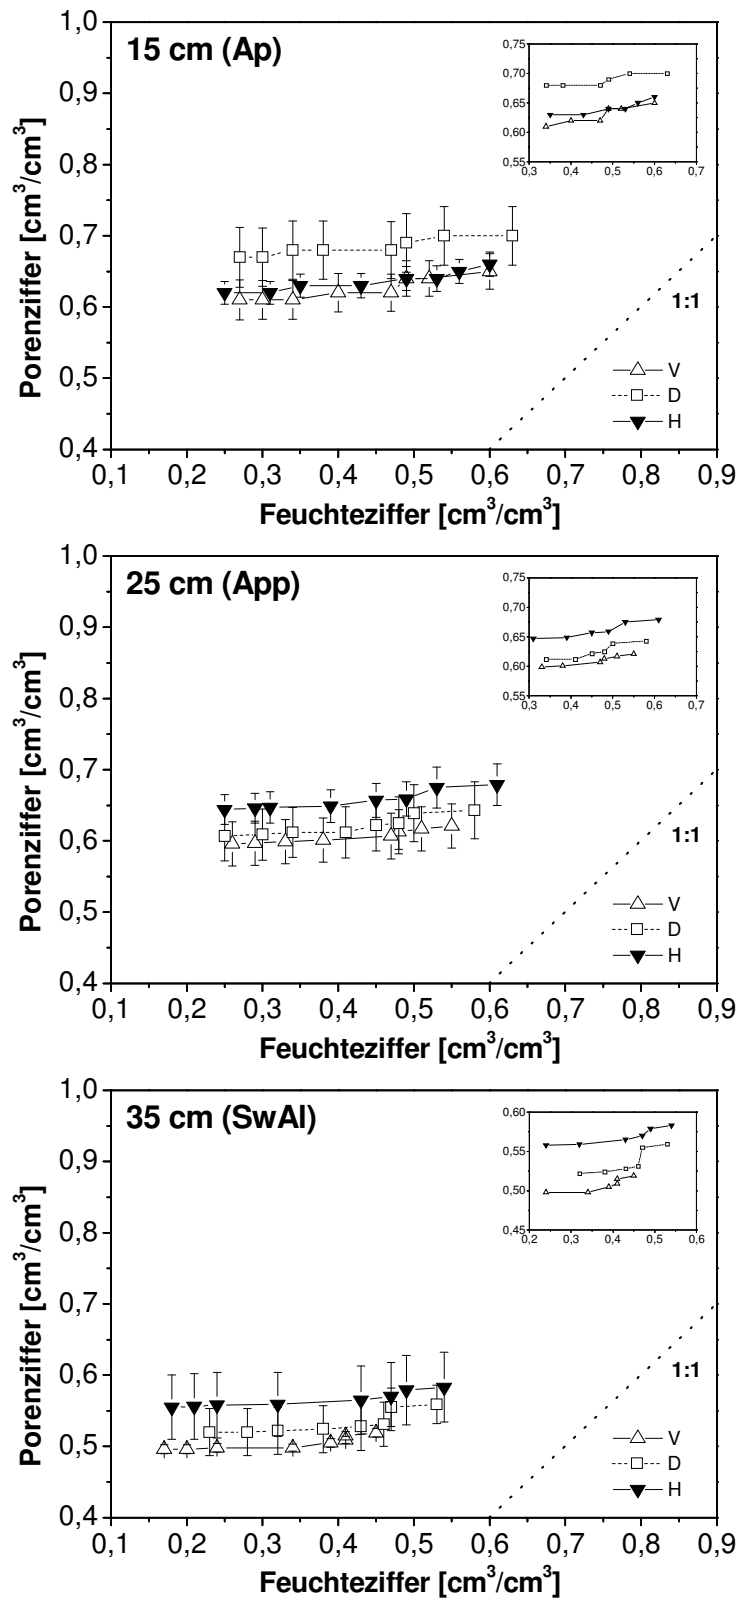 15 cm (Ap)
Porenziffer [cm³/cm³]
1,0
0,9
0,8
0,7
0,6
0,5
0,4
0,75
0,70
0,65
0,60
0,55
0,3 0,4 0,5 0,6 0,7
1:1
V
D
H
0,1 0,2 0,3 0,4 0,5 0,6 0,7 0,8 0,9
Feuchteziffer [cm³/cm³]
25 cm (App)
Porenziffer [cm³/cm³]
1,0
0,9
0,8
0,7
0,6
0,5
0,4
0,75
0,70
0,65
0,60
0,55
0,3 0,4 0,5 0,6 0,7
1:1
V
D
H
0,1 0,2 0,3 0,4 0,5 0,6 0,7 0,8 0,9
Feuchteziffer [cm³/cm³]
35 cm (SwAl)
Porenziffer [cm³/cm³]
1,0
0,9
0,8
0,7
0,6
0,5
0,4
0,60
0,55
0,50
0,45
0,2 0,3 0,4 0,5 0,6
1:1
V
D
H
0,1 0,2 0,3 0,4 0,5 0,6 0,7 0,8 0,9
Feuchteziffer [cm³/cm³]